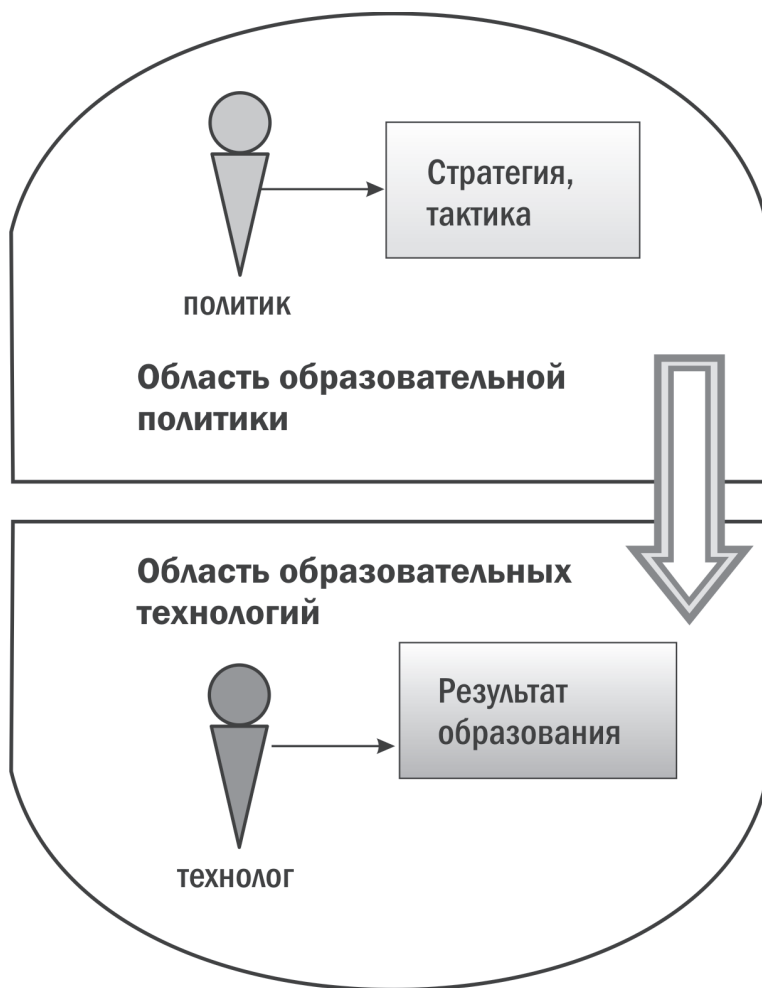 Стратегия,
тактика
политик
Область образовательной
политики
Область образовательных
технологий
Результат
образования
технолог